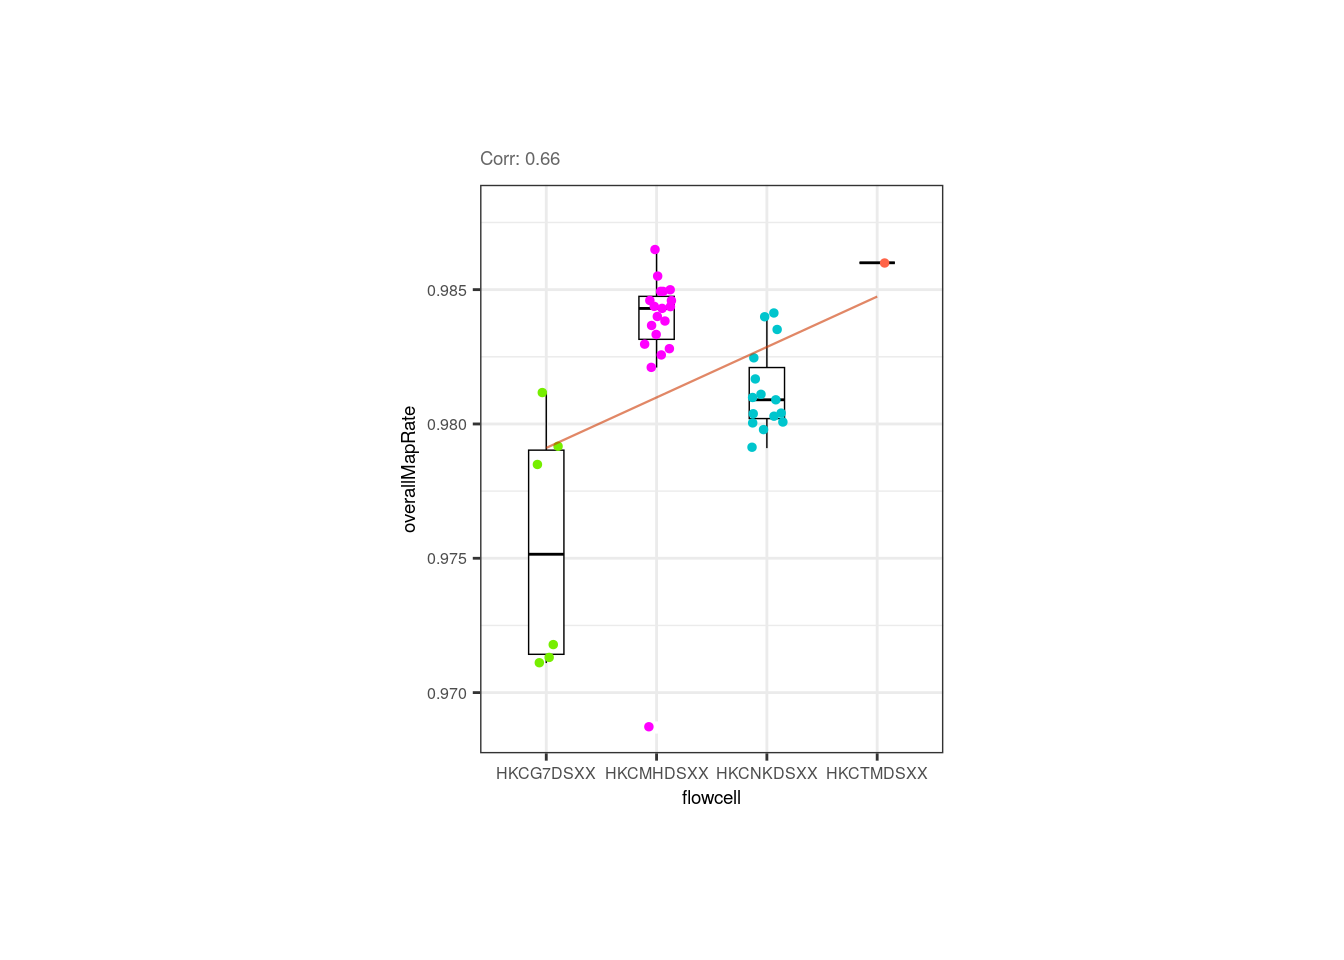 Corr: 0.66
0.985
0.980
0.975
0.970
overallMapRate
HKCG7DSXX HKCMHDSXX HKCNKDSXX HKCTMDSXX
flowcell